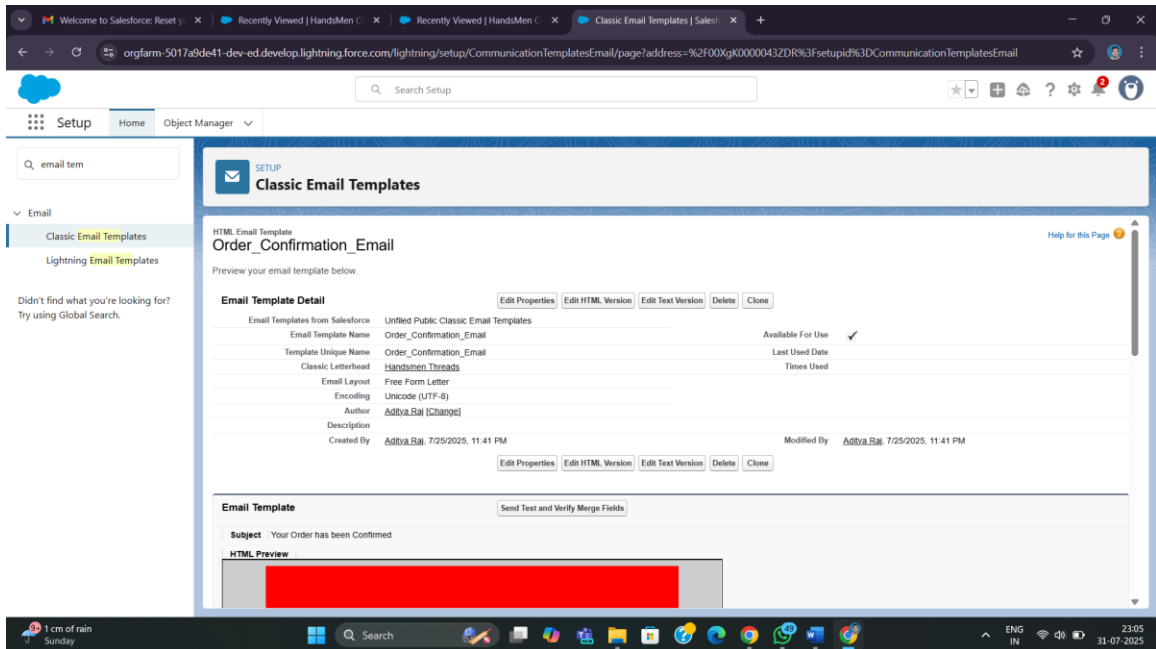 Welcome to Salesforce: Reset y
Recently Viewed | HandsMen
Recently Viewed | HandsMen
Classic Email Templates | Salesf
orgfarm-5017a9de41-dev-ed.develop.lightning.force.com/lightning/setup/CommunicationTemplatesEmail/page?address=%2F00XgK0000043ZDR%3Fsetupid%3DCommunicationTemplatesEmail
Search Setup
2
Setup Home Object Manager
email tem
SETUP
Classic Email Templates
Email
Classic Email Templates
Lightning Email Templates
Didn't find what you're looking for?
Try using Global Search.
HTML Email Template
Order_Confirmation_Email
Help for this Page
Preview your email template below.
Email Template Detail Edit Properties Edit HTML Version Edit Text Version Delete Clone
Email Templates from Salesforce Unfiled Public Classic Email Templates
Email Template Name Order_Confirmation_Email Available For Use
Template Unique Name Order_Confirmation_Email Last Used Date
Classic Letterhead Handsmen Threads Times Used
Email Layout Free Form Letter
Encoding Unicode (UTF-8)
Author Aditya Raj [Change]
Description
Created By Aditya Raj, 7/25/2025, 11:41 PM Modified By Aditya Raj, 7/25/2025, 11:41 PM
Edit Properties Edit HTML Version Edit Text Version Delete Clone
Email Template Send Test and Verify Merge Fields
Subject Your Order has been Confirmed
HTML Preview
9+ 1 cm of rain
Sunday
Search
49
ENG
IN
23:05
31-07-2025